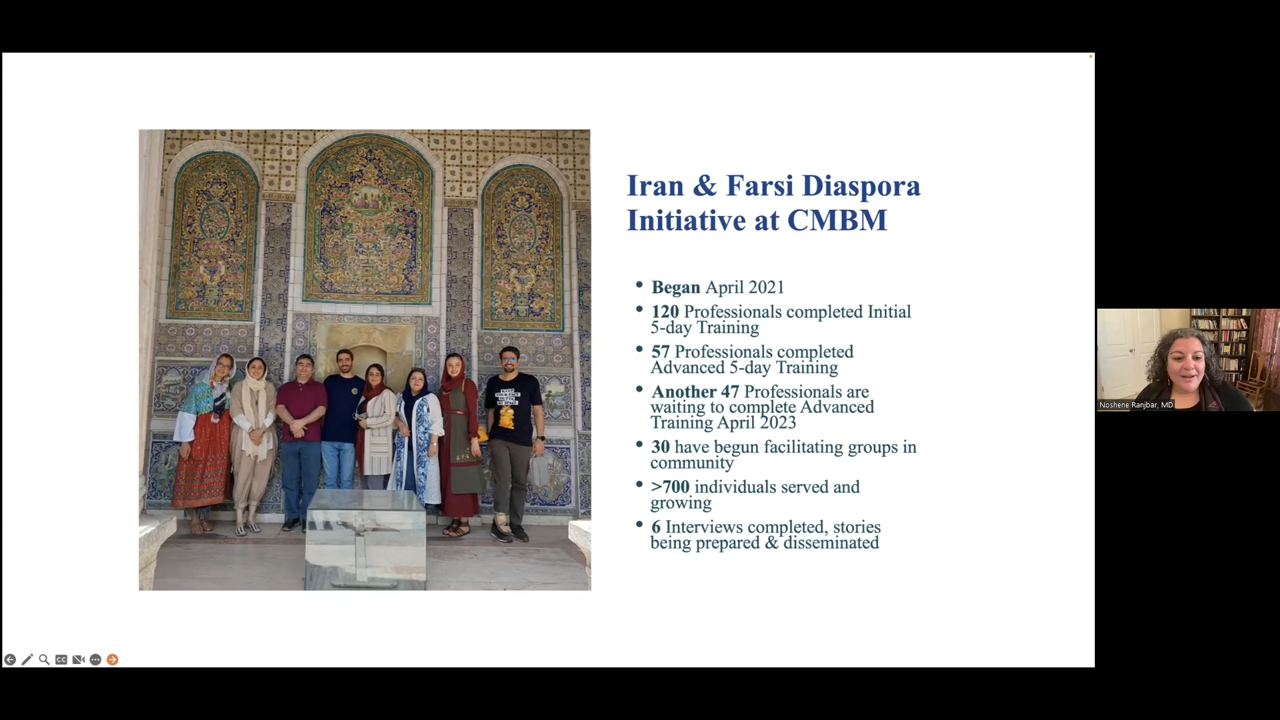 Iran & Farsi Diaspora
Initiative at CMBM
• Began April 2021
• 120 Professionals completed Initial
5-day Training
• 57 Professionals completed
Advanced 5-day Training
• Another 47 Professionals are
waiting to complete Advanced
Training April 2023
• 30 have begun facilitating groups in
community
• >700 individuals served and
growing
• 6 Interviews completed, stories
being prepared & disseminated
Noshene Ranjbar, MD
CC